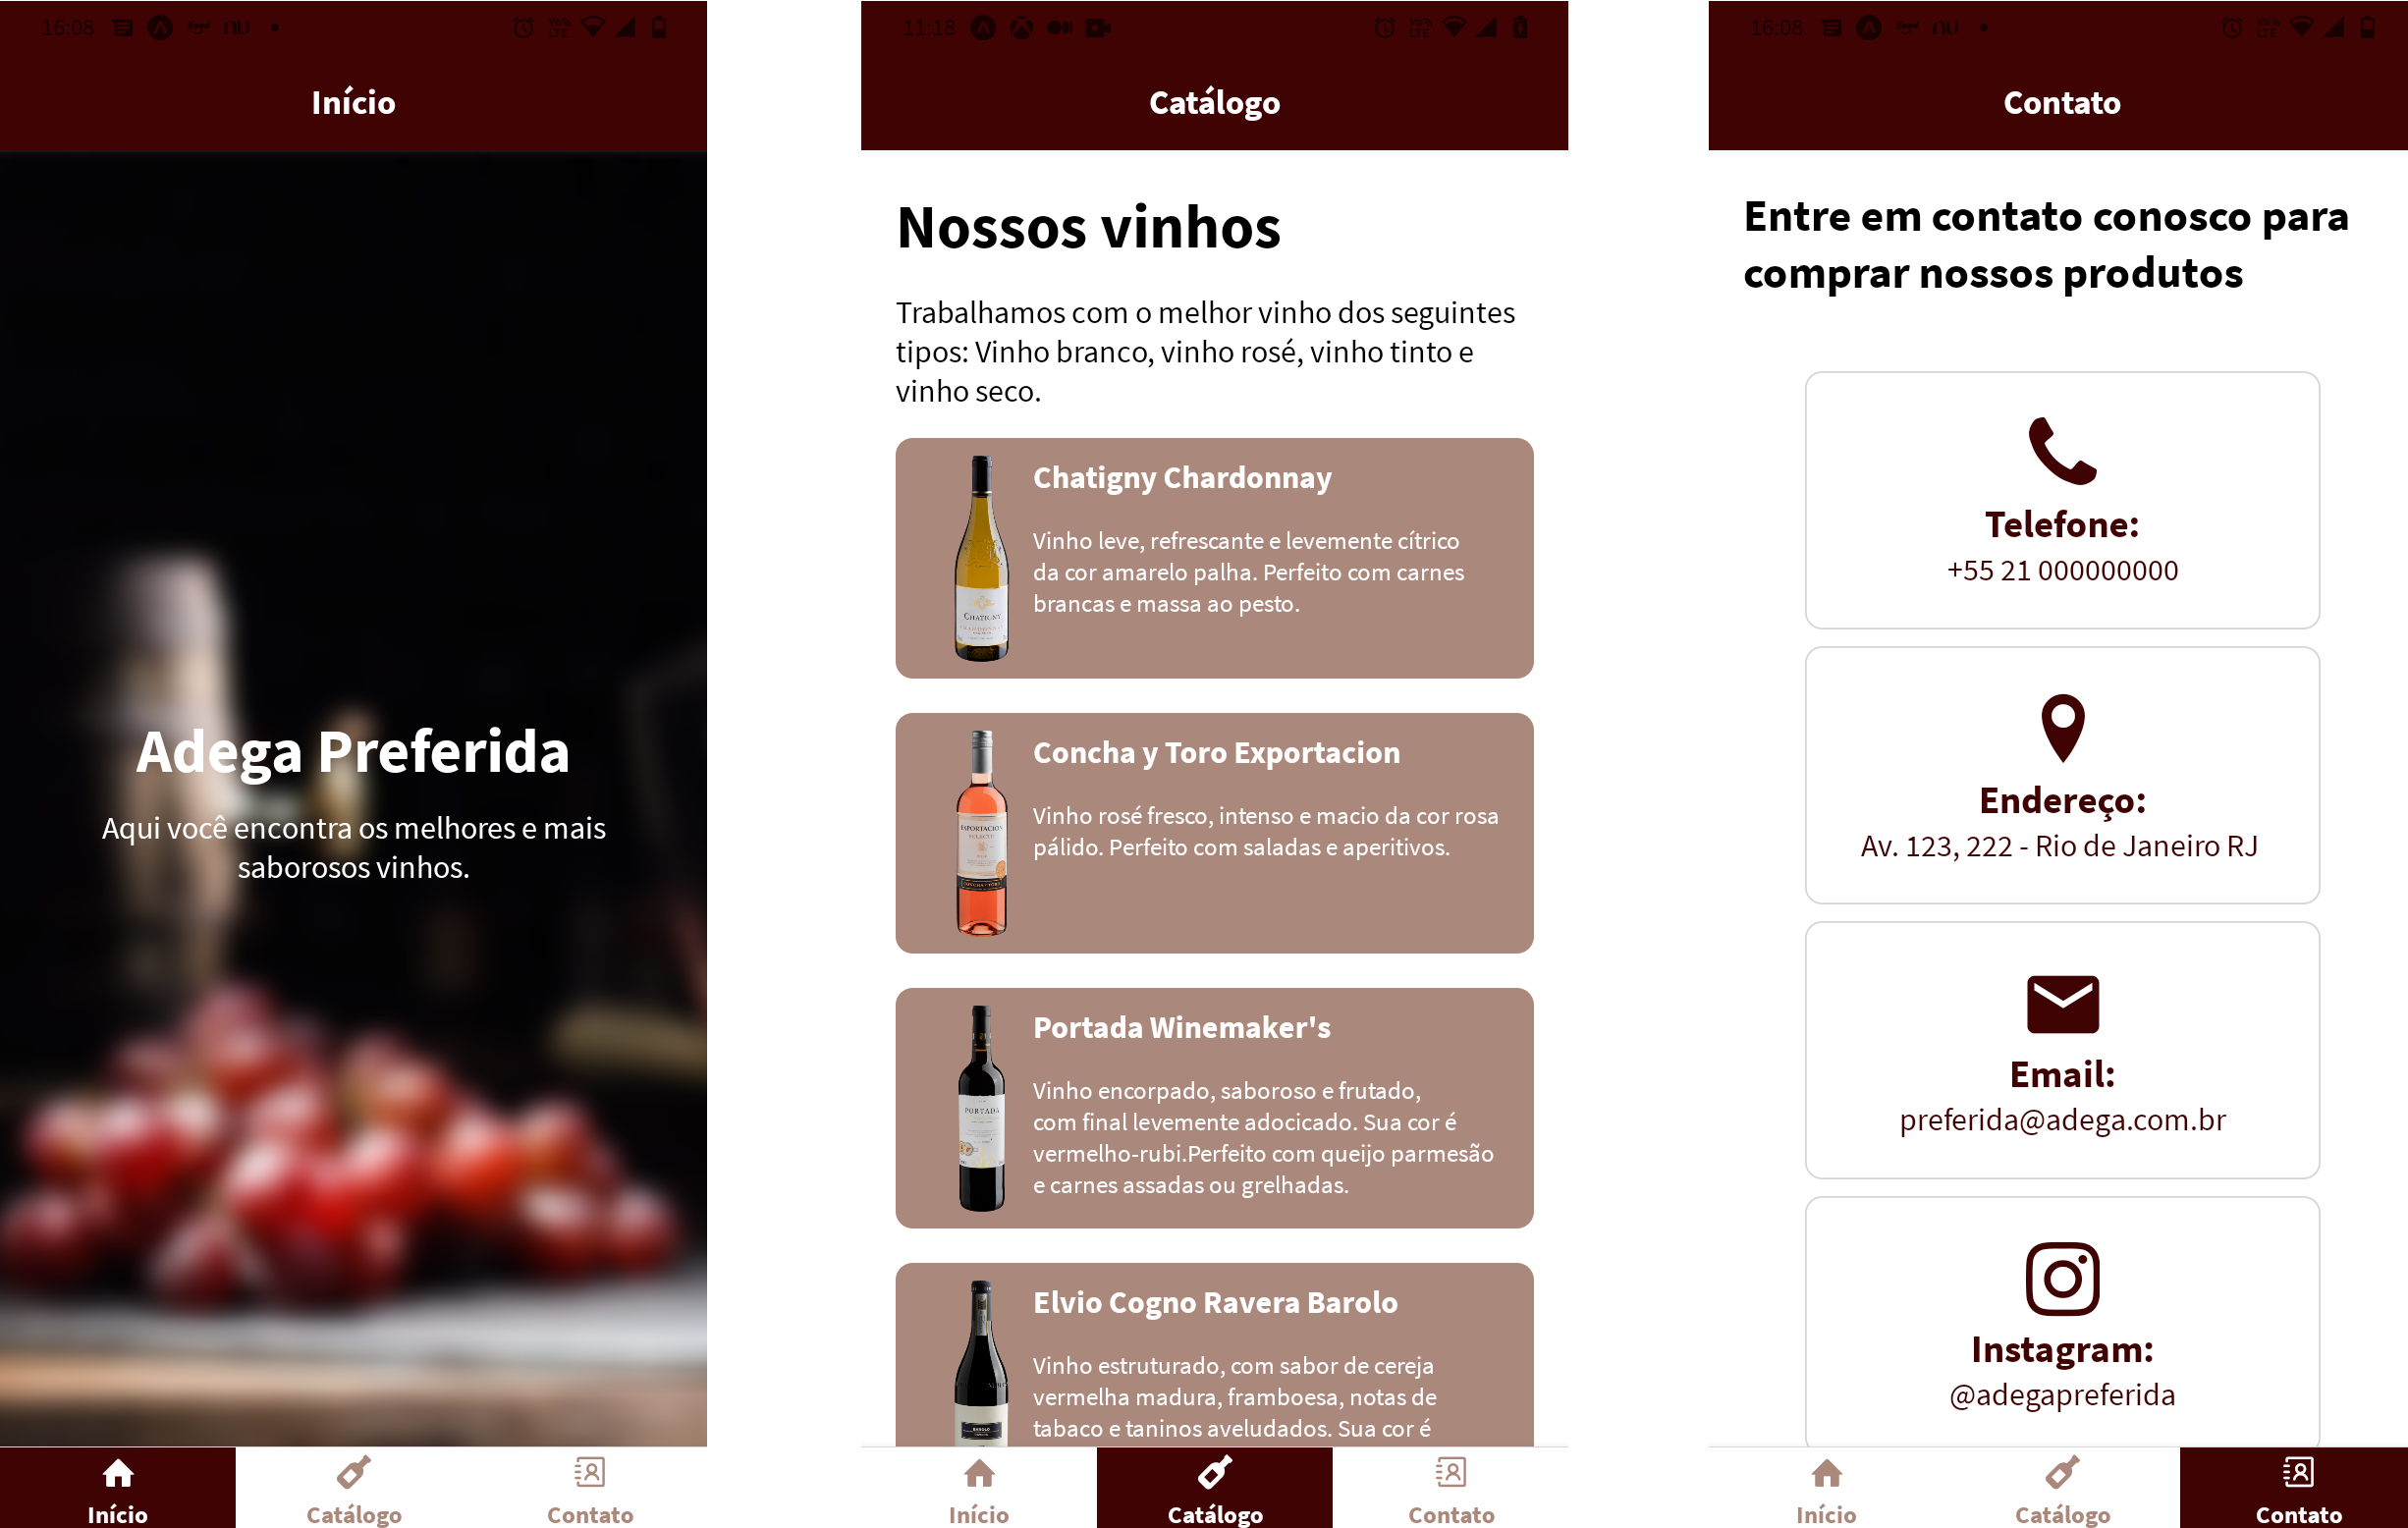 16:08
Início
Adega Preferida
Aqui você encontra os melhores e mais
saborosos vinhos.
Início
Catálogo
Contato
11:18
Catálogo
Nossos vinhos
Trabalhamos com o melhor vinho dos seguintes
tipos: Vinho branco, vinho rosé, vinho tinto e
vinho seco.
CHATIGNY
Chatigny Chardonnay
Vinho leve, refrescante e levemente cítrico
da cor amarelo palha. Perfeito com carnes
brancas e massa ao pesto.
EXPORTACION
SELECTO
Concha y Toro Exportacion
Vinho rosé fresco, intenso e macio da cor rosa
pálido. Perfeito com saladas e aperitivos.
PORTADA
Portada Winemaker's
Vinho encorpado, saboroso e frutado,
com final levemente adocicado. Sua cor é
vermelho-rubi.Perfeito com queijo parmesão
e carnes assadas ou grelhadas.
BAROLO
Elvio Cogno Ravera Barolo
Vinho estruturado, com sabor de cereja
vermelha madura, framboesa, notas de
tabaco e taninos aveludados. Sua cor é
Início
Catálogo
Contato
16:08
Contato
Entre em contato conosco para
comprar nossos produtos
Telefone:
+55 21 000000000
Endereço:
Av. 123, 222 - Rio de Janeiro RJ
Email:
preferida@adega.com.br
Instagram:
@adegapreferida
Início
Catálogo
Contato